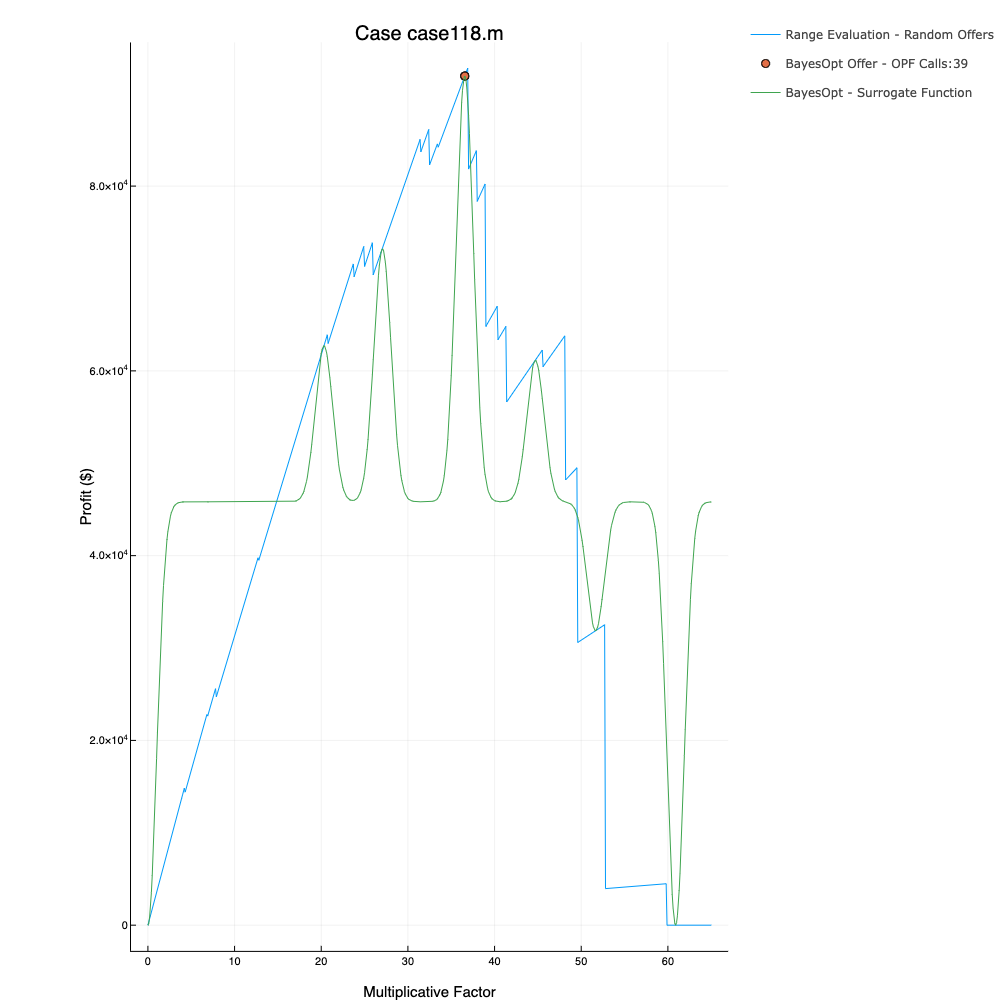 Case case118.m
Range Evaluation - Random Offers
BayesOpt Offer - OPF Calls:39
BayesOpt - Surrogate Function
Profit ($)
8.0×10⁴
6.0×10⁴
4.0×10⁴
2.0×10⁴
0
0 10 20 30 40 50 60
Multiplicative Factor